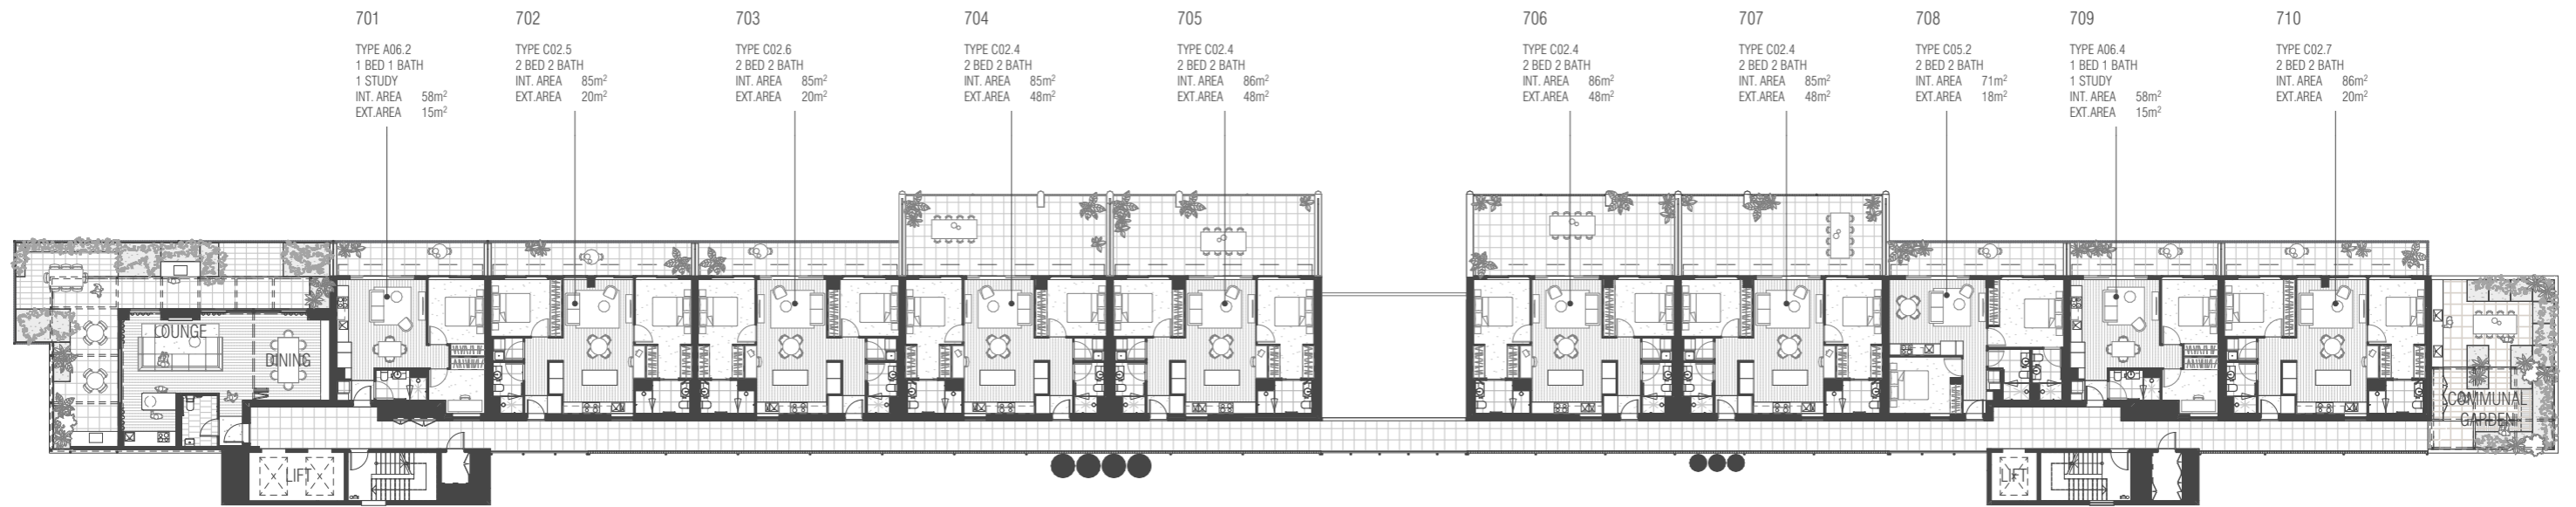 701
TYPE A06.2
1 BED 1 BATH
1 STUDY
INT. AREA 58m²
EXT.AREA 15m²
702
TYPE C02.5
2 BED 2 BATH
INT. AREA 85m²
EXT.AREA 20m²
703
TYPE C02.6
2 BED 2 BATH
INT. AREA 85m²
EXT.AREA 20m²
704
TYPE C02.4
2 BED 2 BATH
INT. AREA 85m²
EXT.AREA 48m²
705
TYPE C02.4
2 BED 2 BATH
INT. AREA 86m²
EXT.AREA 48m²
706
TYPE C02.4
2 BED 2 BATH
INT. AREA 86m²
EXT.AREA 48m²
707
TYPE C02.4
2 BED 2 BATH
INT. AREA 85m²
EXT.AREA 48m²
708
TYPE C05.2
2 BED 2 BATH
INT. AREA 71m²
EXT.AREA 18m²
709
TYPE A06.4
1 BED 1 BATH
1 STUDY
INT. AREA 58m²
EXT.AREA 15m²
710
TYPE C02.7
2 BED 2 BATH
INT. AREA 86m²
EXT.AREA 20m²
LOUNGE
DINING
COMMUNAL
GARDEN
LIFT
LIFT